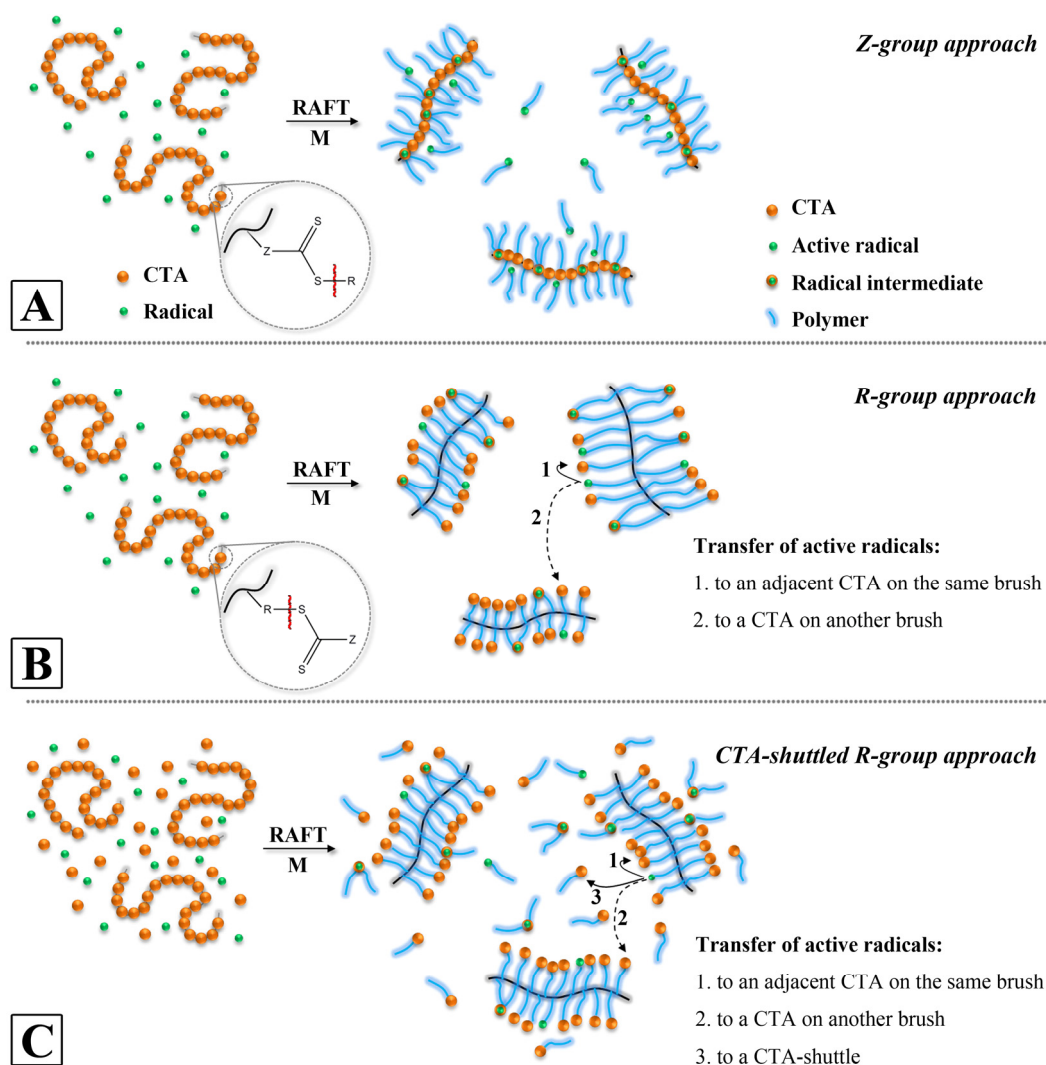 Z-group approach
RAFT
M
S
Z
S
R
CTA
Radical
CTA
Active radical
Radical intermediate
Polymer
A
R-group approach
RAFT
M
1
2
R
S
Z
S
Transfer of active radicals:
1. to an adjacent CTA on the same brush
2. to a CTA on another brush
B
CTA-shuttled R-group approach
RAFT
M
1
3
2
Transfer of active radicals:
1. to an adjacent CTA on the same brush
2. to a CTA on another brush
3. to a CTA-shuttle
C